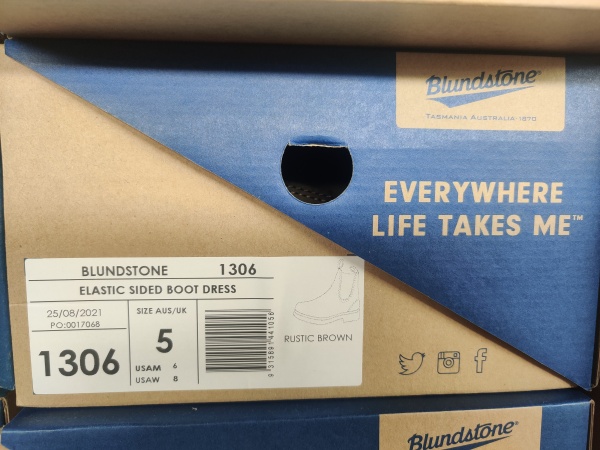 Blundstone®
TASMANIA AUSTRALIA 1870
EVERYWHERE
LIFE TAKES ME™
BLUNDSTONE 1306
ELASTIC SIDED BOOT DRESS
25/08/2021
PO:0017068
1306
SIZE AUS/UK
5
USAM 6
USAW 8
9315891441056
RUSTIC BROWN
Blundstone®